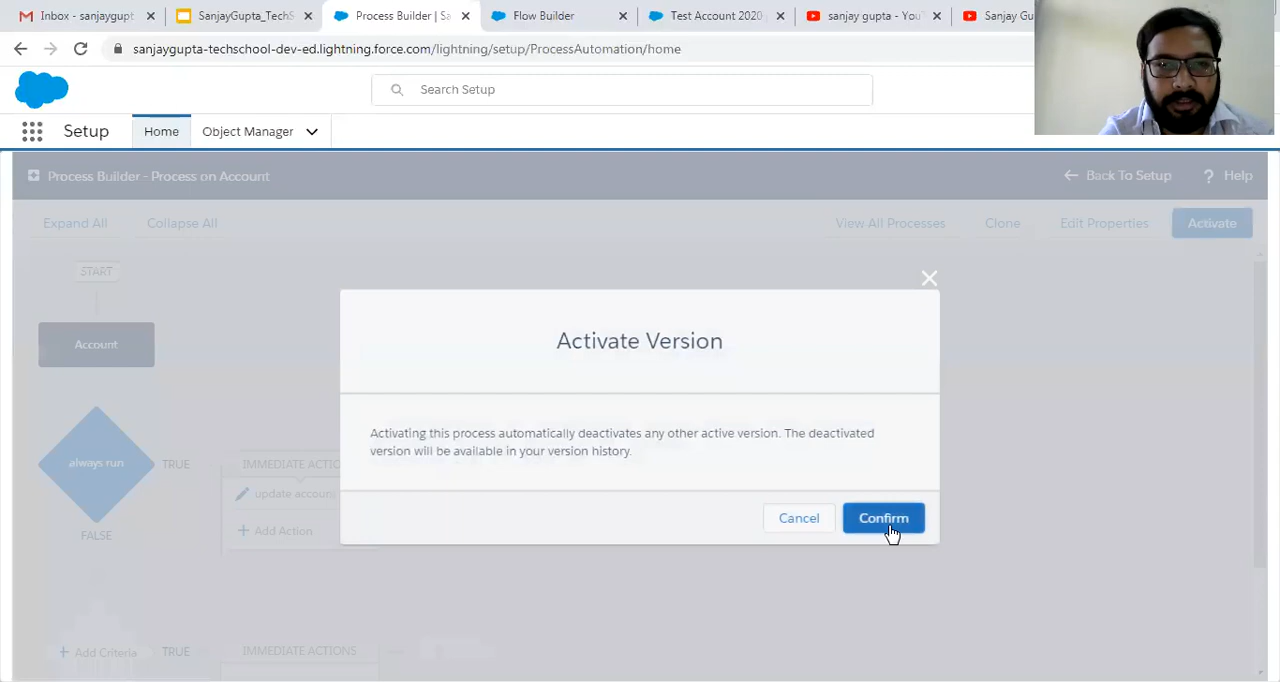 Inbox - sanjaygupt
SanjayGupta_TechS
Process Builder | Sa
Flow Builder
Test Account 2020
sanjay gupta - YouT
Sanjay Gu
sanjaygupta-techschool-dev-ed.lightning.force.com/lightning/setup/ProcessAutomation/home
Search Setup
Setup
Home
Object Manager
Process Builder - Process on Account
Back To Setup
? Help
Expand All
Collapse All
View All Processes
Clone
Edit Properties
Activate
START
Account
Activate Version
Activating this process automatically deactivates any other active version. The deactivated
version will be available in your version history.
always run
TRUE
IMMEDIATE ACTIO
update accoun
+ Add Action
Cancel
Confirm
FALSE
+ Add Criteria
TRUE
IMMEDIATE ACTIONS